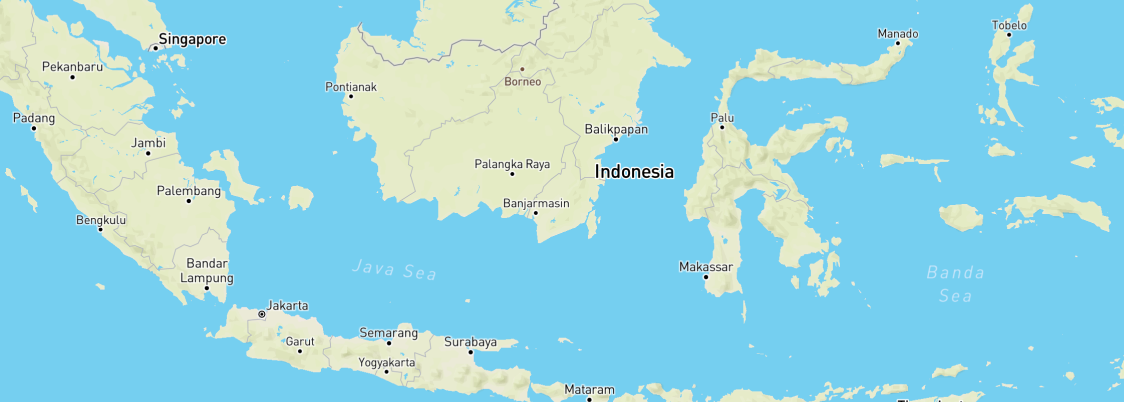 Singapore
Manado
Tobelo
Pekanbaru
Borneo
Pontianak
Padang
Palu
Balikpapan
Jambi
Palangka Raya
Indonesia
Palembang
Banjarmasin
Bengkulu
Bandar
Lampung
Java Sea
Makassar
Banda
Sea
Jakarta
Semarang
Garut
Surabaya
Yogyakarta
Mataram